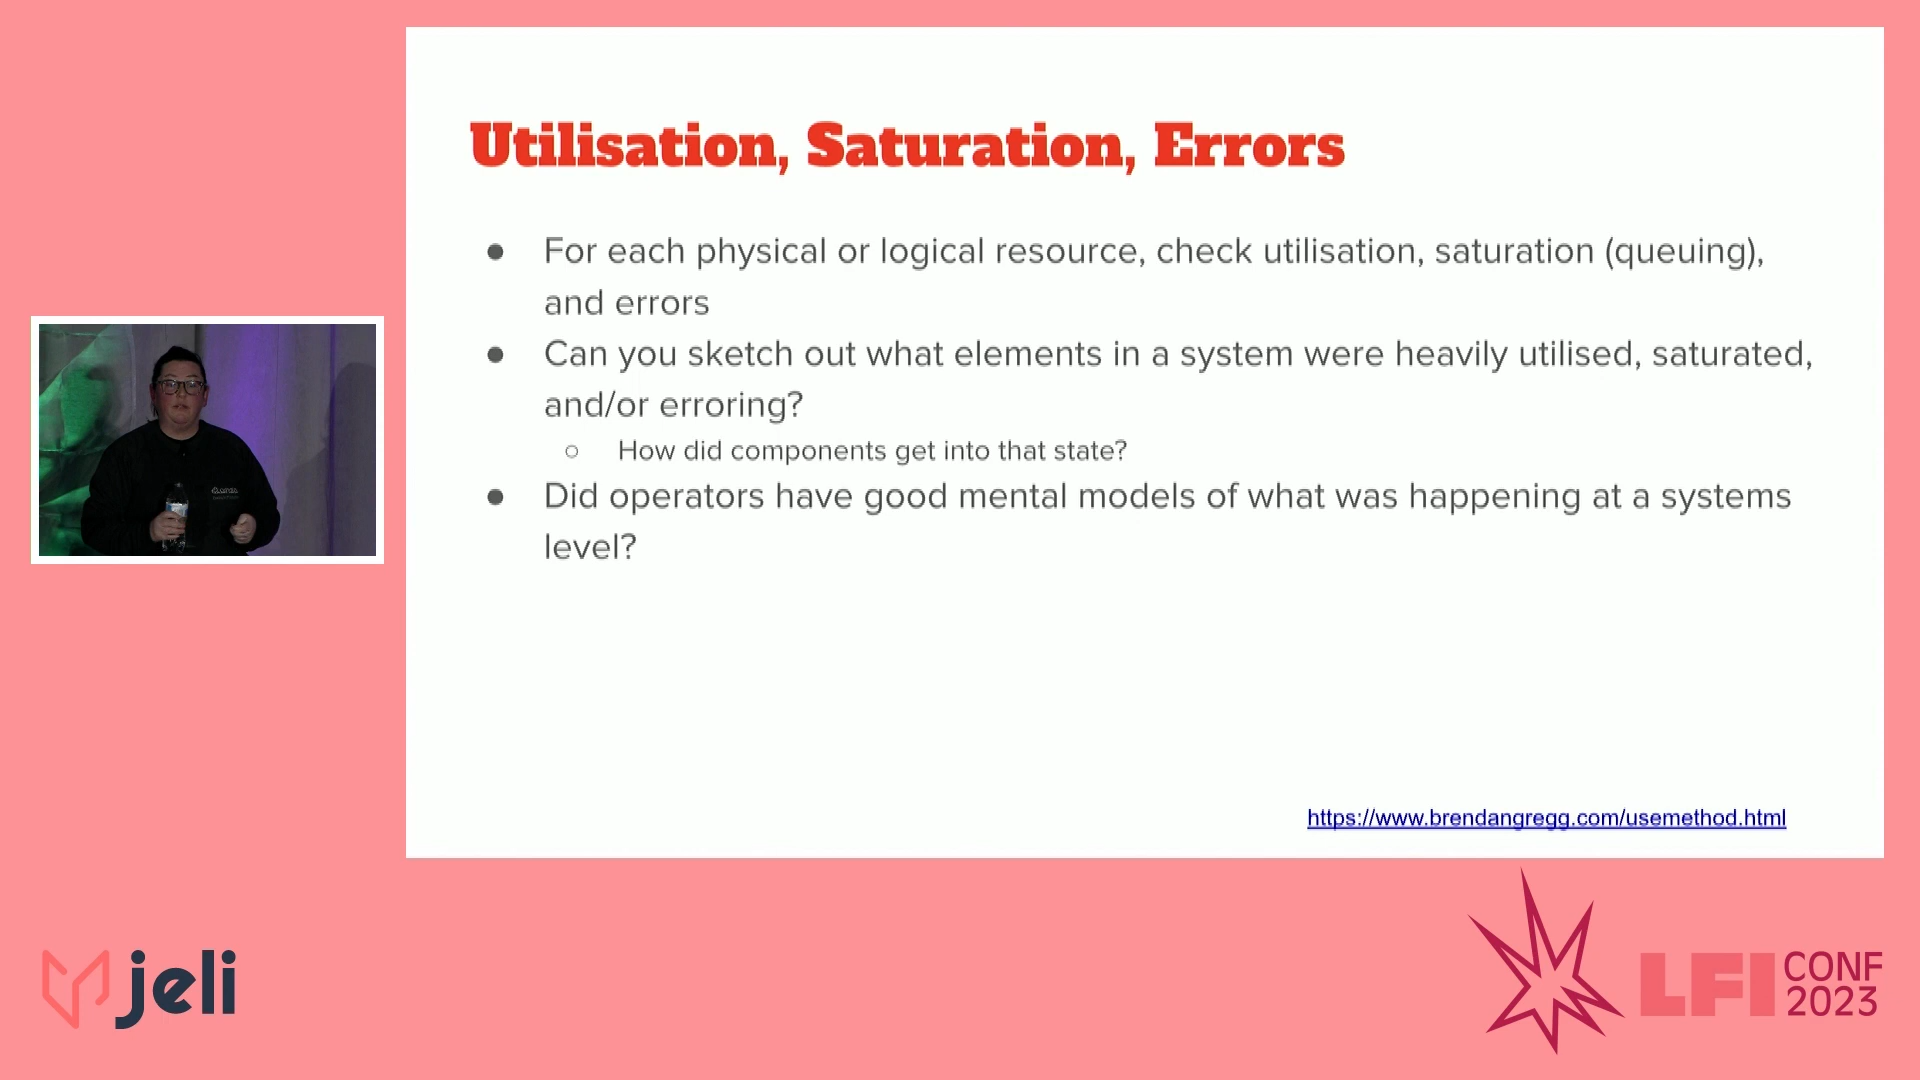 Utilisation, Saturation, Errors
● For each physical or logical resource, check utilisation, saturation (queuing),
and errors
● Can you sketch out what elements in a system were heavily utilised, saturated,
and/or erroring?
○ How did components get into that state?
● Did operators have good mental models of what was happening at a systems
level?
https://www.brendangregg.com/usemethod.html
jeli
LFI CONF
2023